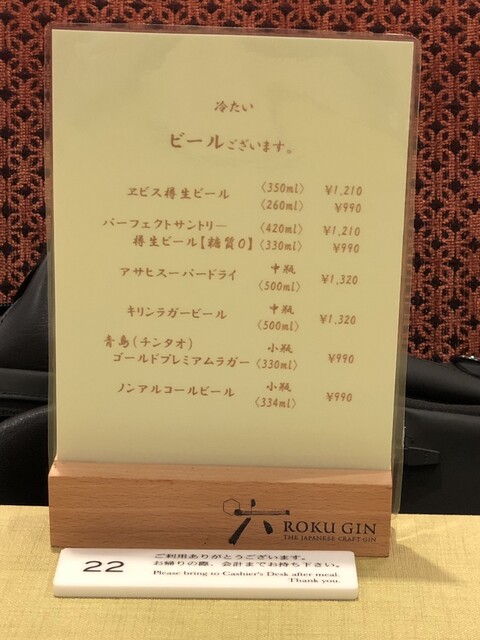 冷たい
ビールございます。
ヱビス樽生ビール 〈350ml〉 ¥1,210
〈260ml〉 ¥990
パーフェクトサントリー 〈420ml〉 ¥1,210
樽生ビール【糖質0】〈330ml〉 ¥990
アサヒスーパードライ 中瓶 〈500ml〉 ¥1,320
キリンラガービール 中瓶 〈500ml〉 ¥1,320
青島(チンタオ) 小瓶
ゴールドプレミアムラガー 〈330ml〉 ¥990
ノンアルコールビール 小瓶 〈334ml〉 ¥990
六 ROKU GIN
THE JAPANESE CRAFT GIN
22
ご利用ありがとうございます。
お帰りの際、会計までお持ち下さい。
Please bring to Cashier's Desk after meal.
Thank you.